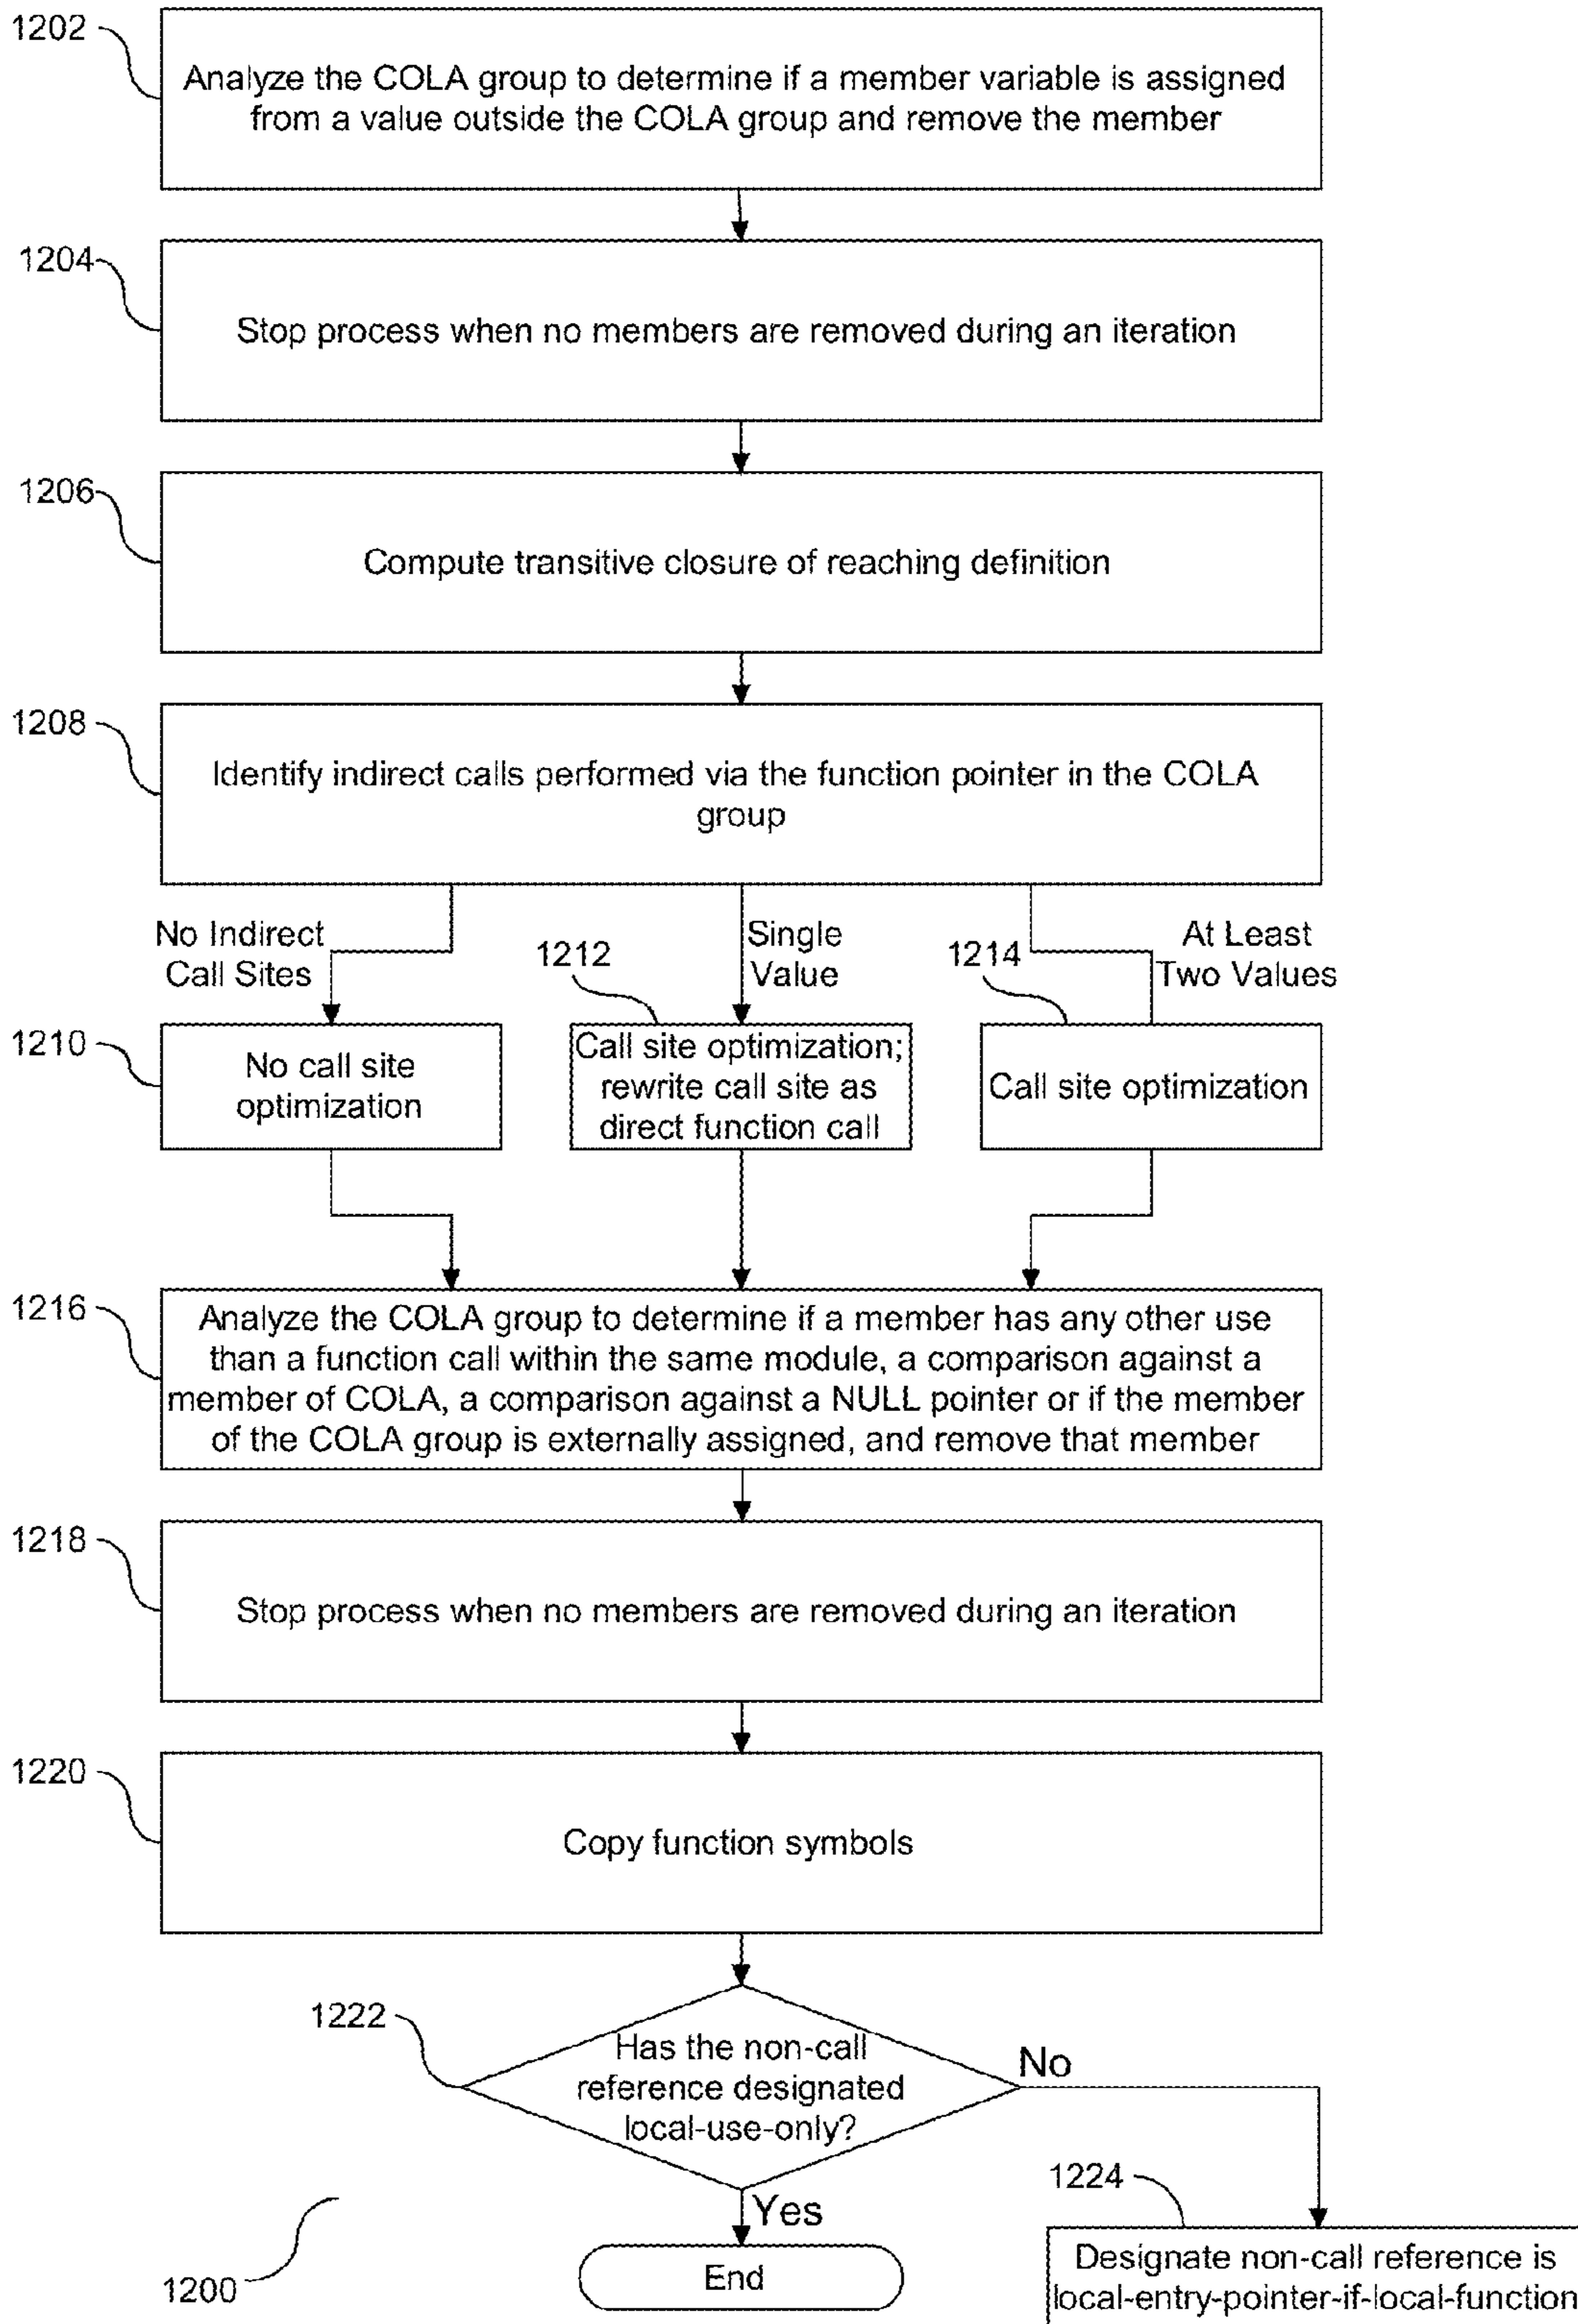 1202
Analyze the COLA group to determine if a member variable is assigned
from a value outside the COLA group and remove the member
1204
Stop process when no members are removed during an iteration
1206
Compute transitive closure of reaching definition
1208
Identify indirect calls performed via the function pointer in the COLA
group
No Indirect
Call Sites
1212
Single
Value
1214
At Least
Two Values
1210
No call site
optimization
Call site optimization;
rewrite call site as
direct function call
Call site optimization
1216
Analyze the COLA group to determine if a member has any other use
than a function call within the same module, a comparison against a
member of COLA, a comparison against a NULL pointer or if the member
of the COLA group is externally assigned, and remove that member
1218
Stop process when no members are removed during an iteration
1220
Copy function symbols
1222
Has the non-call
reference designated
local-use-only?
No
Yes
End
1224
Designate non-call reference is
local-entry-pointer-if-local-function
1200